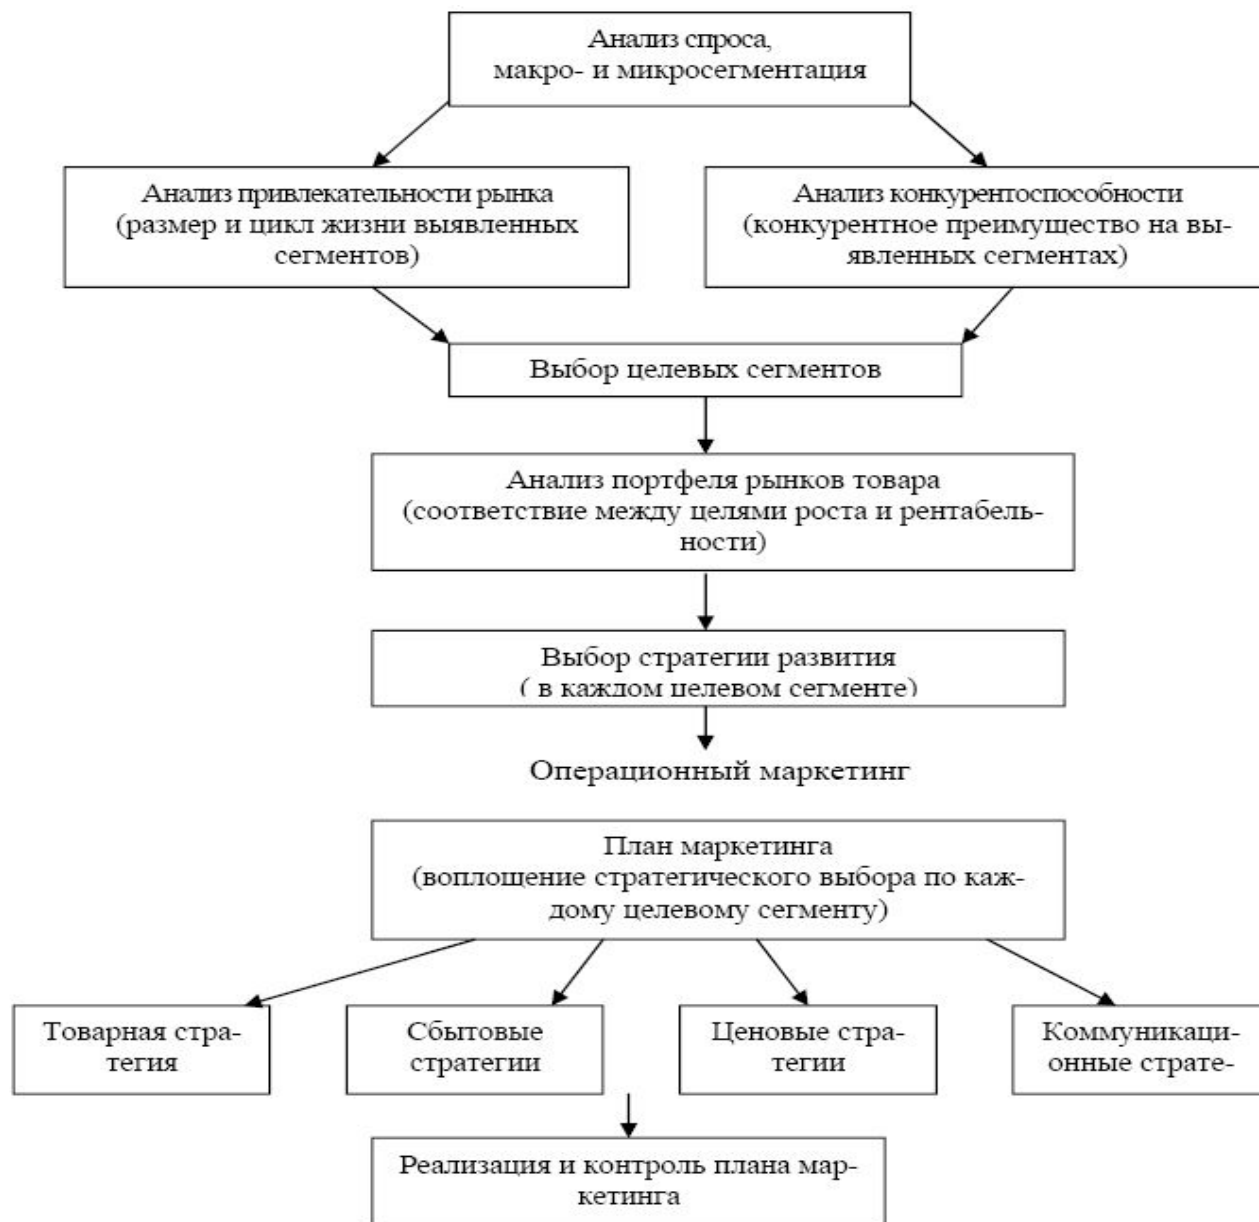 Анализ спроса,
макро- и микросегментация
Анализ привлекательности рынка
(размер и цикл жизни выявленных
сегментов)
Анализ конкурентоспособности
(конкурентное преимущество на вы-
явленных сегментах)
Выбор целевых сегментов
Анализ портфеля рынков товара
(соответствие между целями роста и рентабель-
ности)
Выбор стратегии развития
( в каждом целевом сегменте)
Операционный маркетинг
План маркетинга
(воплощение стратегического выбора по каж-
дому целевому сегменту)
Товарная стра-
тегия
Сбытовые
стратегии
Ценовые стра-
тегии
Коммуникаци-
онные страте-
Реализация и контроль плана мар-
кетинга